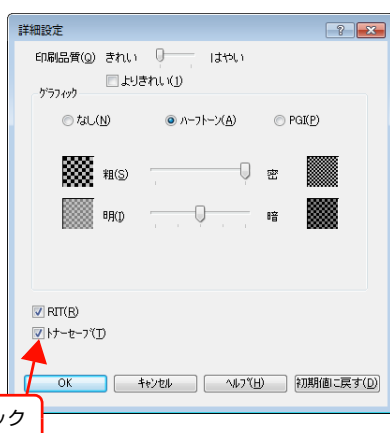 詳細設定
印刷品質(Q) きれい はやい
よりきれい(1)
グラフィック
なし(N) ハーフトーン(A) PGI(P)
粗(S) 密
明(I) 暗
RIT(R)
トナーセーブ(T)
OK キャンセル ヘルプ(H) 初期値に戻す(D)
ック